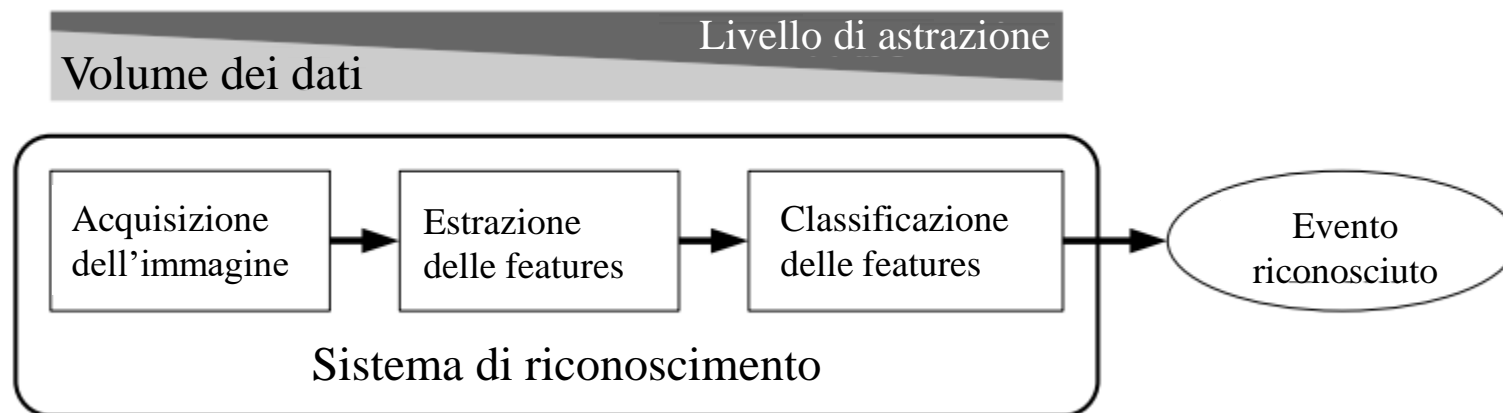 Livello di astrazione
Volume dei dati
Acquisizione
dell’immagine
Estrazione
delle features
Classificazione
delle features
Evento
riconosciuto
Sistema di riconoscimento